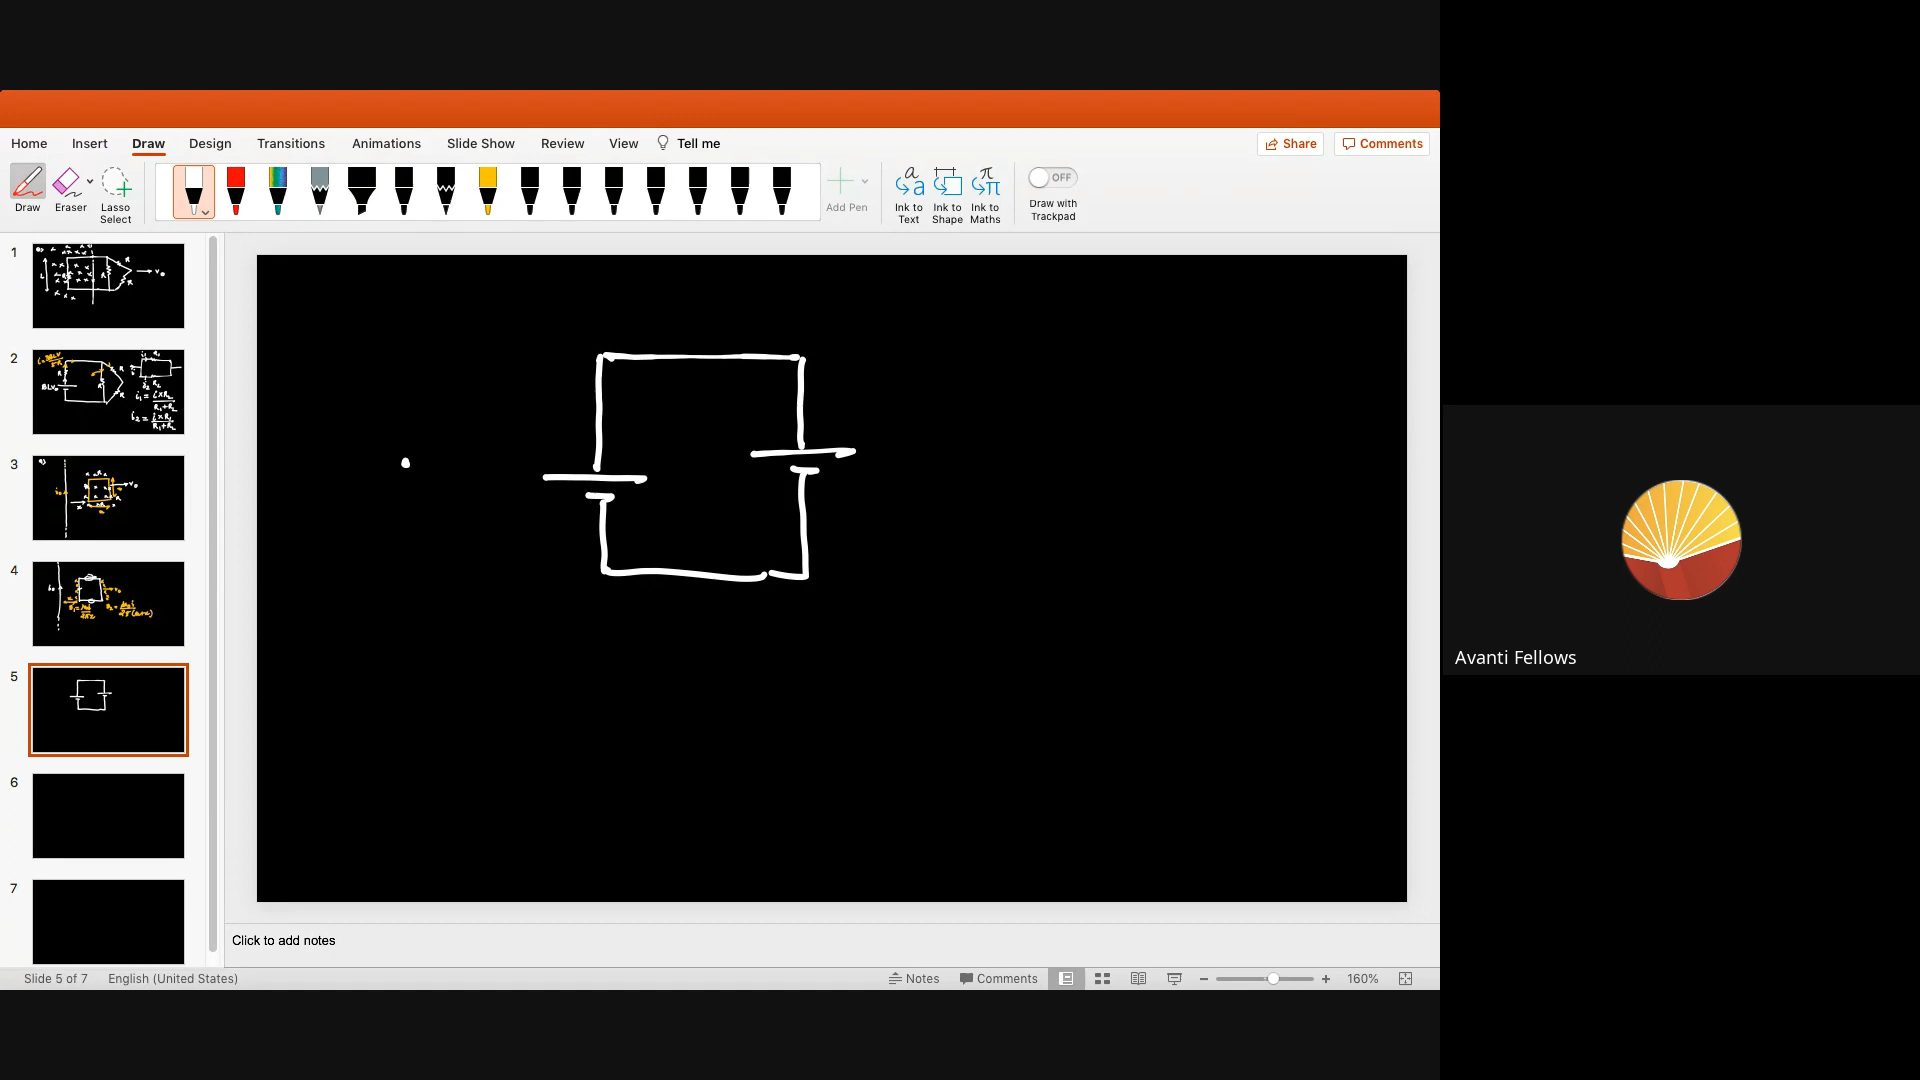 Home Insert Draw Design Transitions Animations Slide Show Review View Tell me Share Comments
Draw Eraser Lasso Select Add Pen Ink to Text Ink to Shape Ink to Maths OFF Draw with Trackpad
1
2
3
4
5
6
7
Avanti Fellows
Click to add notes
Slide 5 of 7 English (United States) Notes Comments 160%